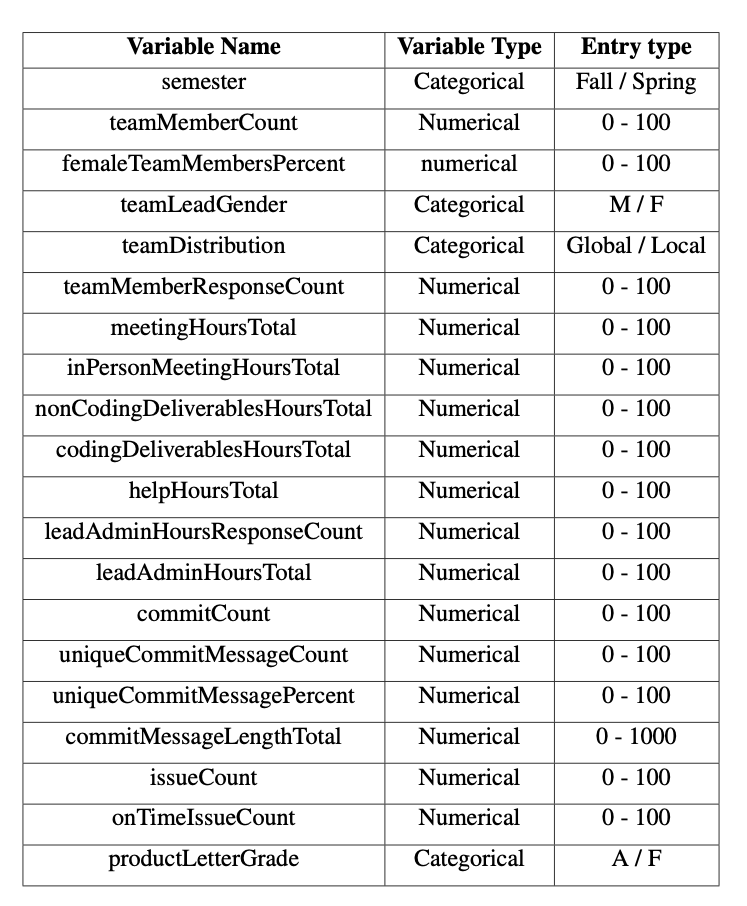 Variable Name Variable Type Entry type
semester Categorical Fall / Spring
teamMemberCount Numerical 0 - 100
femaleTeamMembersPercent numerical 0 - 100
teamLeadGender Categorical M / F
teamDistribution Categorical Global / Local
teamMemberResponseCount Numerical 0 - 100
meetingHoursTotal Numerical 0 - 100
inPersonMeetingHoursTotal Numerical 0 - 100
nonCodingDeliverablesHoursTotal Numerical 0 - 100
codingDeliverablesHoursTotal Numerical 0 - 100
helpHoursTotal Numerical 0 - 100
leadAdminHoursResponseCount Numerical 0 - 100
leadAdminHoursTotal Numerical 0 - 100
commitCount Numerical 0 - 100
uniqueCommitMessageCount Numerical 0 - 100
uniqueCommitMessagePercent Numerical 0 - 100
commitMessageLengthTotal Numerical 0 - 1000
issueCount Numerical 0 - 100
onTimeIssueCount Numerical 0 - 100
productLetterGrade Categorical A / F